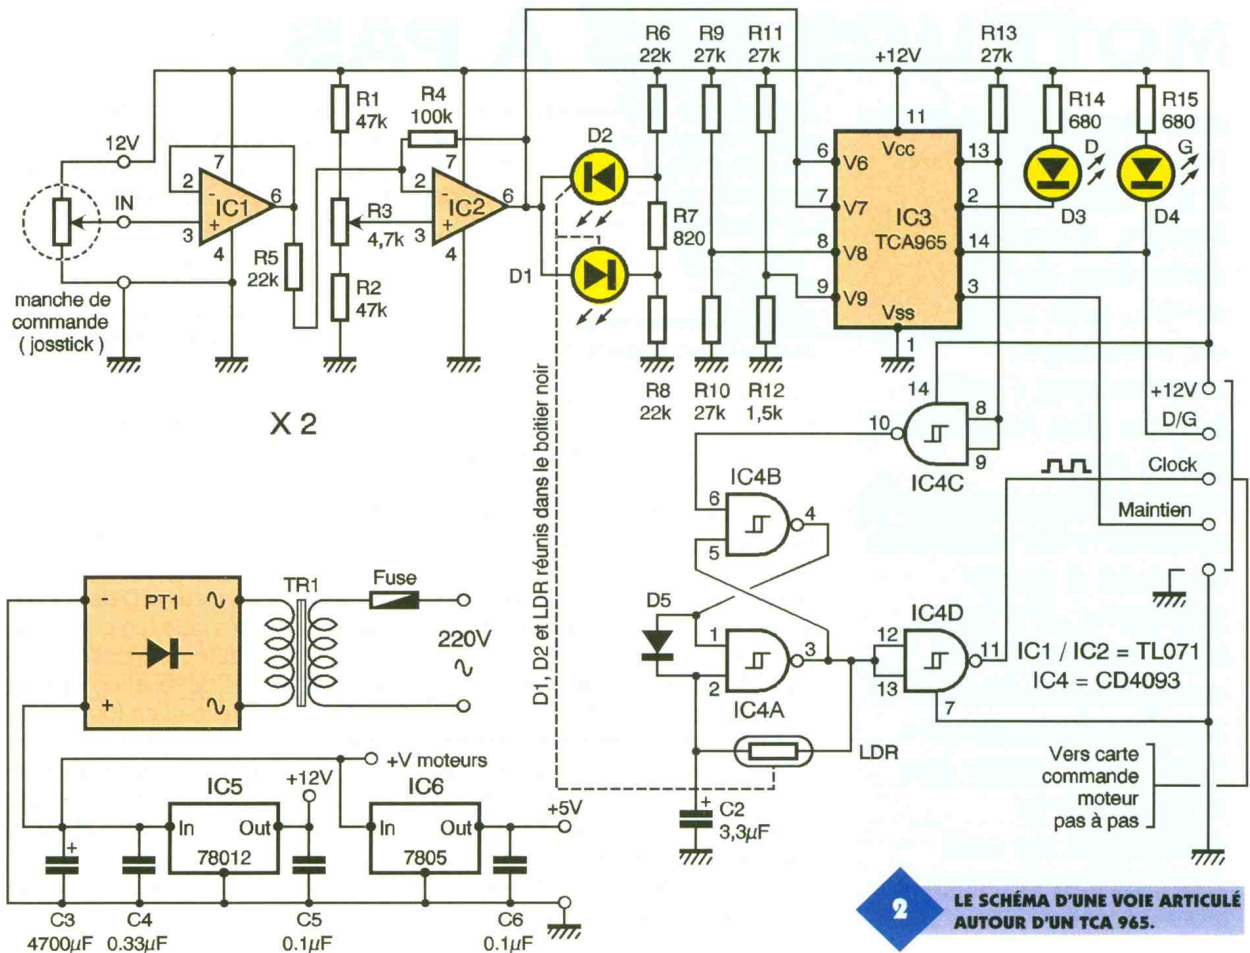 R6
22k
R9
27k
R11
27k
+12V
R13
27k
R1
47k
R4
100k
12V
IN
7
2
-
IC1
+
3
6
4
R5
22k
manche de
commande
( josstick )
R3
4,7k
R2
47k
7
2
-
IC2
+
3
6
4
D2
D1
R7
820
R8
22k
R10
27k
R12
1,5k
11
Vcc
6
V6
7
V7
8
V8
9
V9
IC3
TCA965
Vss
1
13
2
14
3
R14
680
D
D3
R15
680
G
D4
X 2
D1, D2 et LDR réunis dans le boitier noir
14
10
8
9
IC4C
+12V
D/G
Clock
Maintien
IC4B
6
5
4
D5
1
2
3
IC4A
IC4D
12
13
11
7
IC1 / IC2 = TL071
IC4 = CD4093
LDR
+
C2
3,3µF
Vers carte
commande
moteur
pas à pas
-
PT1
+
TR1
Fuse
220V
+V moteurs
IC5
+12V
In
Out
78012
IC6
In
Out
7805
+5V
+
C3
4700µF
C4
0.33µF
C5
0.1µF
C6
0.1µF
2
LE SCHÉMA D'UNE VOIE ARTICULÉ
AUTOUR D'UN TCA 965.